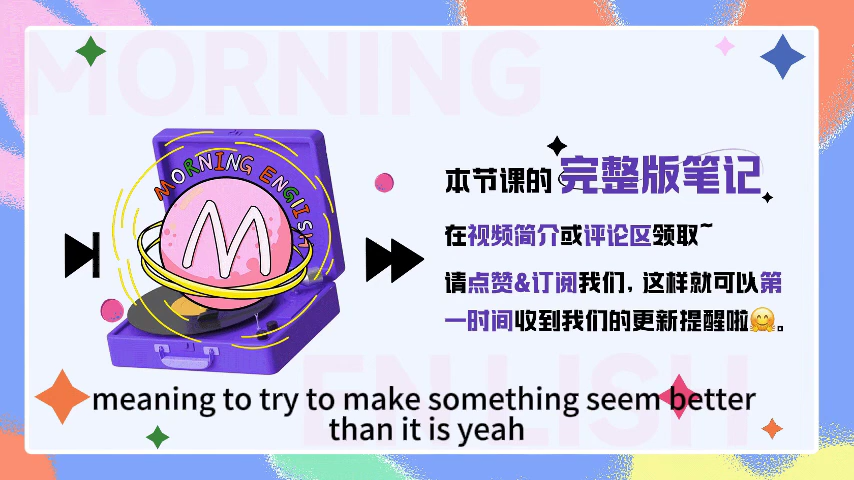 MORNING
MORNING ENGLISH
M
本节课的完整版笔记
在视频简介或评论区领取~
请点赞&订阅我们，这样就可以第
一时间收到我们的更新提醒啦🤗。
ENGLISH
meaning to try to make something seem better
than it is yeah